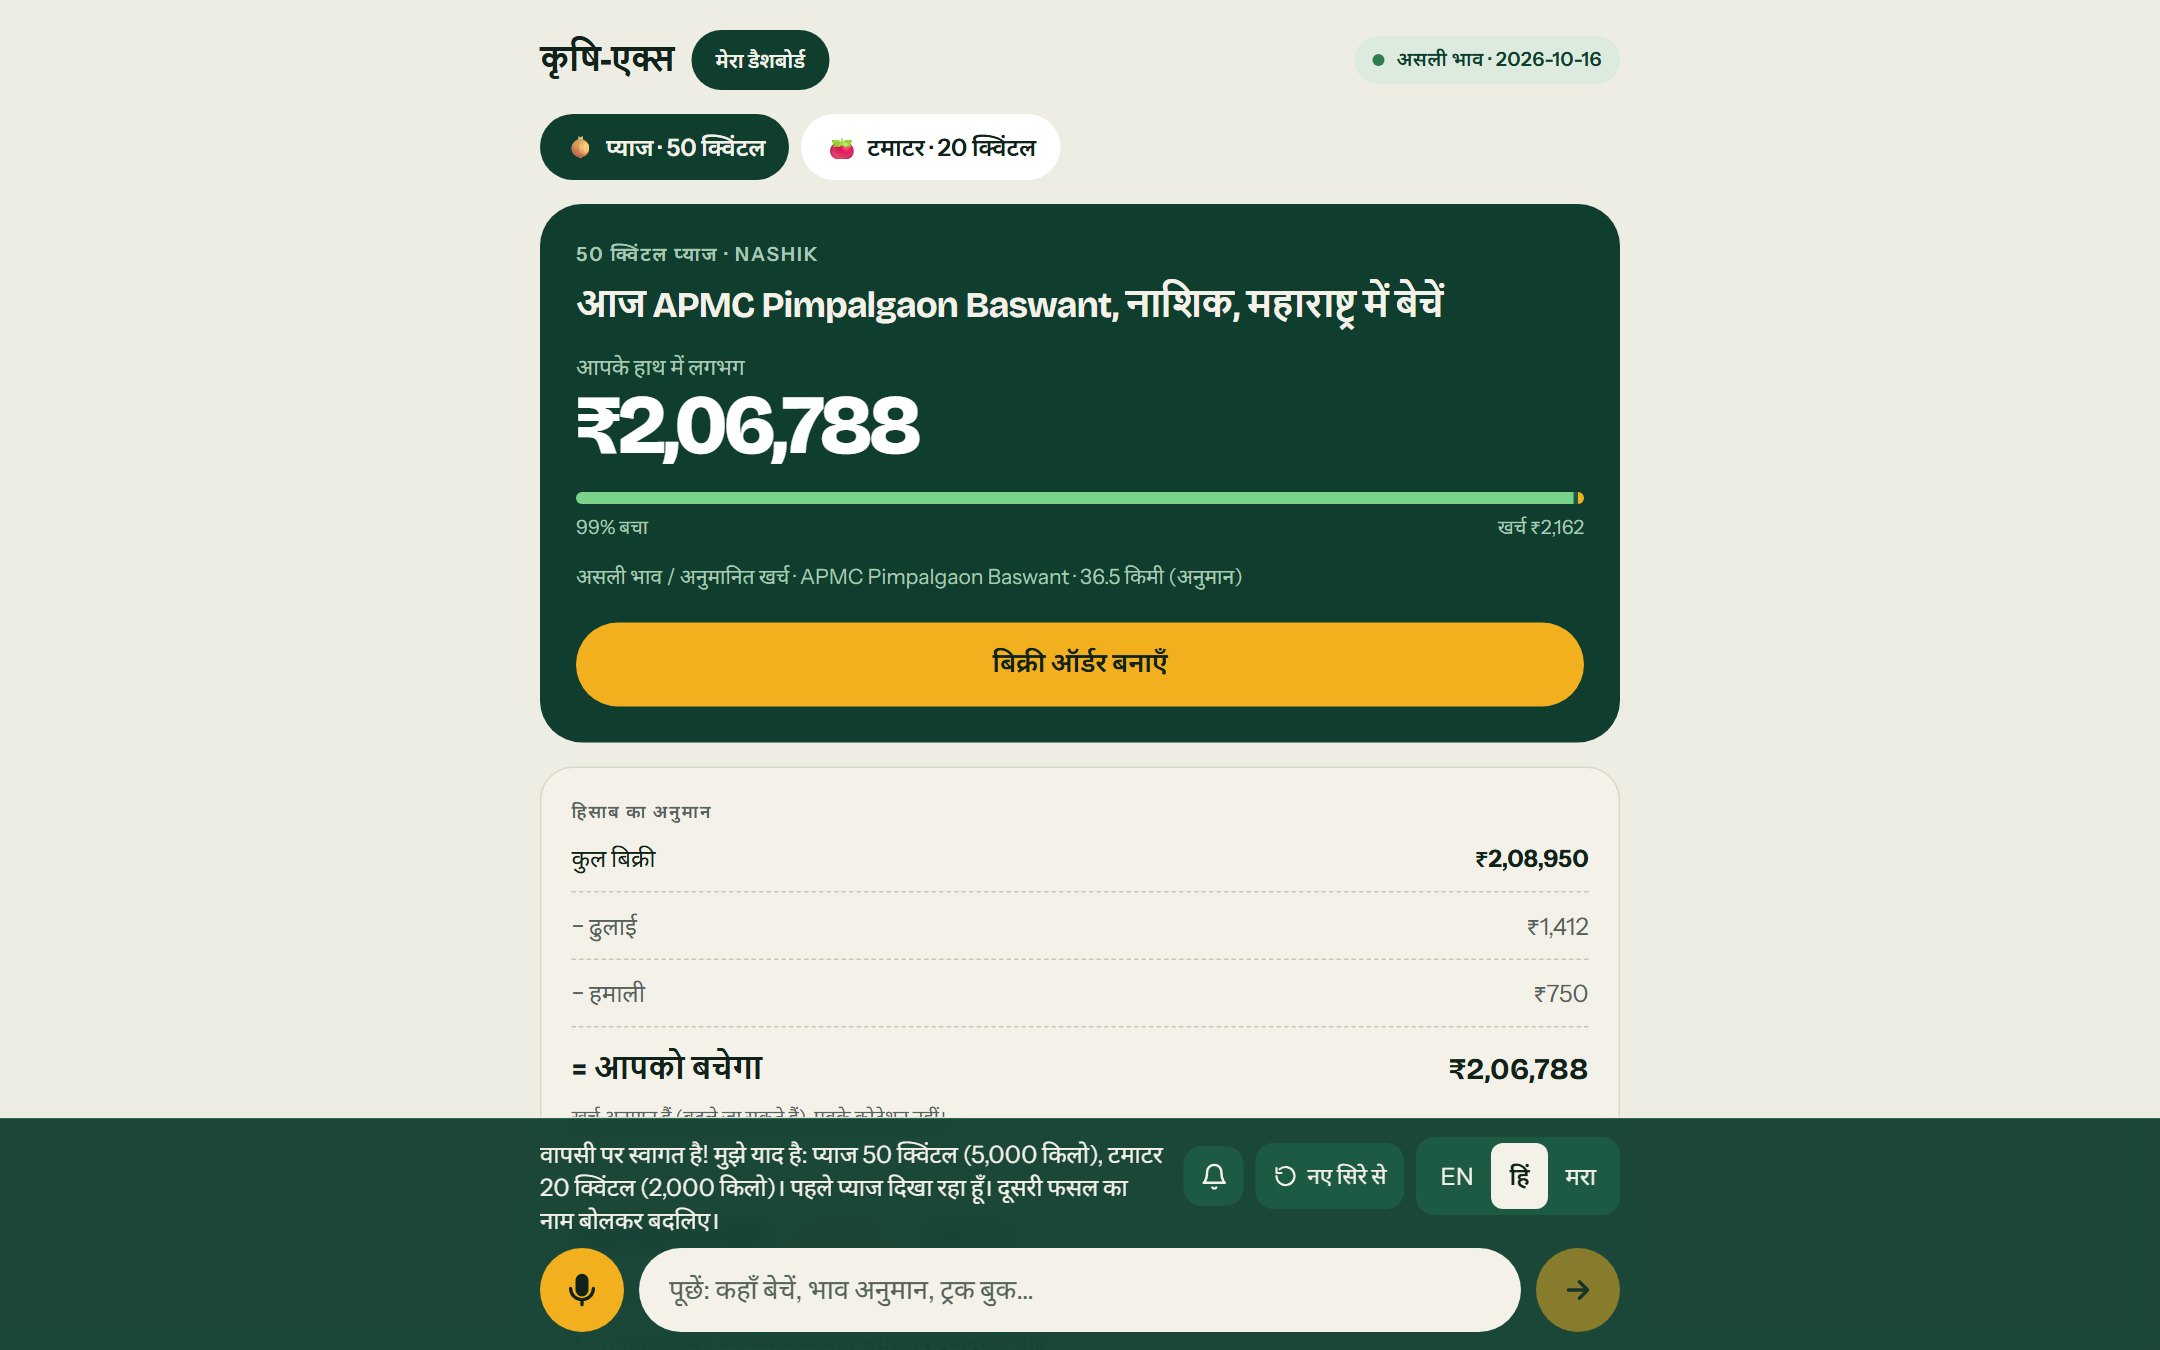 कृषि-एक्स
मेरा डैशबोर्ड
असली भाव · 2026-10-16
प्याज · 50 क्विंटल
टमाटर · 20 क्विंटल
50 क्विंटल प्याज · NASHIK
आज APMC Pimpalgaon Baswant, नाशिक, महाराष्ट्र में बेचें
आपके हाथ में लगभग
₹2,06,788
99% बचा
खर्च ₹2,162
असली भाव / अनुमानित खर्च · APMC Pimpalgaon Baswant · 36.5 किमी (अनुमान)
बिक्री ऑर्डर बनाएँ
हिसाब का अनुमान
कुल बिक्री ₹2,08,950
− ढुलाई ₹1,412
− हमाली ₹750
= आपको बचेगा ₹2,06,788
वापसी पर स्वागत है! मुझे याद है: प्याज 50 क्विंटल (5,000 किलो), टमाटर
20 क्विंटल (2,000 किलो)। पहले प्याज दिखा रहा हूँ। दूसरी फसल का
नाम बोलकर बदलिए।
नए सिरे से
EN
हिं
मरा
पूछें: कहाँ बेचें, भाव अनुमान, ट्रक बुक...